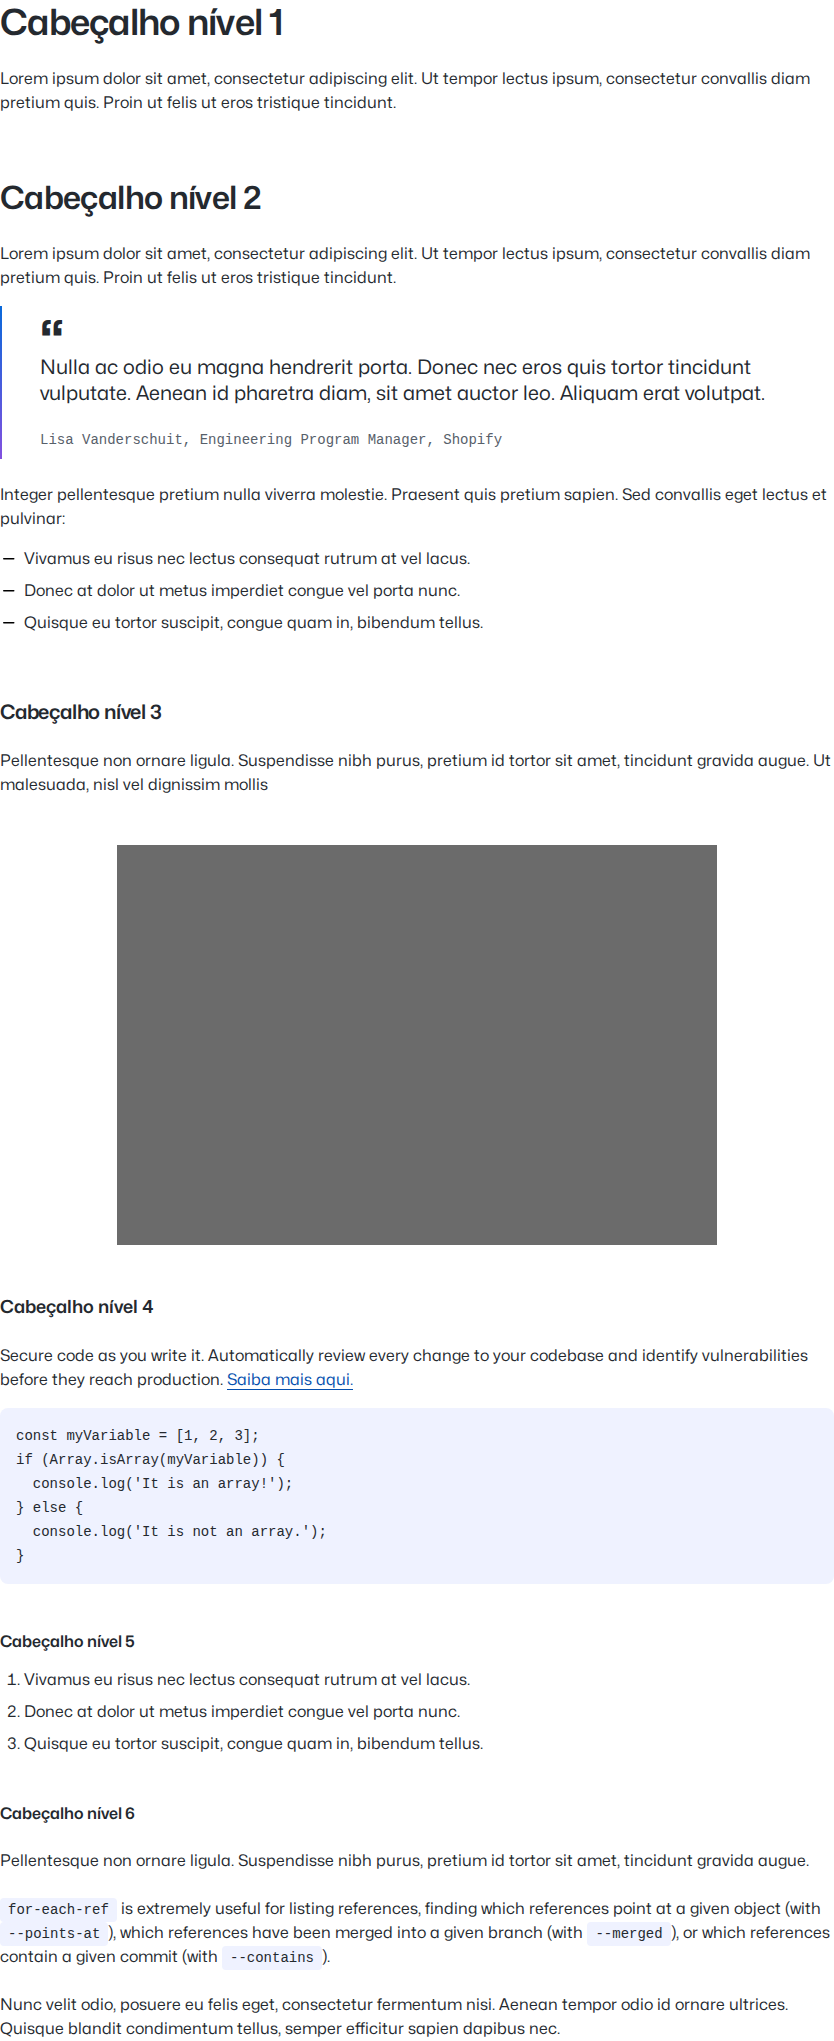 Cabeçalho nível 1
Lorem ipsum dolor sit amet, consectetur adipiscing elit. Ut tempor lectus ipsum, consectetur convallis diam
pretium quis. Proin ut felis ut eros tristique tincidunt.
Cabeçalho nível 2
Lorem ipsum dolor sit amet, consectetur adipiscing elit. Ut tempor lectus ipsum, consectetur convallis diam
pretium quis. Proin ut felis ut eros tristique tincidunt.
“
Nulla ac odio eu magna hendrerit porta. Donec nec eros quis tortor tincidunt
vulputate. Aenean id pharetra diam, sit amet auctor leo. Aliquam erat volutpat.
Lisa Vanderschuit, Engineering Program Manager, Shopify
Integer pellentesque pretium nulla viverra molestie. Praesent quis pretium sapien. Sed convallis eget lectus et
pulvinar:
— Vivamus eu risus nec lectus consequat rutrum at vel lacus.
— Donec at dolor ut metus imperdiet congue vel porta nunc.
— Quisque eu tortor suscipit, congue quam in, bibendum tellus.
Cabeçalho nível 3
Pellentesque non ornare ligula. Suspendisse nibh purus, pretium id tortor sit amet, tincidunt gravida augue. Ut
malesuada, nisl vel dignissim mollis
Cabeçalho nível 4
Secure code as you write it. Automatically review every change to your codebase and identify vulnerabilities
before they reach production. Saiba mais aqui.
const myVariable = [1, 2, 3];
if (Array.isArray(myVariable)) {
  console.log('It is an array!');
} else {
  console.log('It is not an array.');
}
Cabeçalho nível 5
1. Vivamus eu risus nec lectus consequat rutrum at vel lacus.
2. Donec at dolor ut metus imperdiet congue vel porta nunc.
3. Quisque eu tortor suscipit, congue quam in, bibendum tellus.
Cabeçalho nível 6
Pellentesque non ornare ligula. Suspendisse nibh purus, pretium id tortor sit amet, tincidunt gravida augue.
for-each-ref is extremely useful for listing references, finding which references point at a given object (with
--points-at ), which references have been merged into a given branch (with --merged ), or which references
contain a given commit (with --contains ).
Nunc velit odio, posuere eu felis eget, consectetur fermentum nisi. Aenean tempor odio id ornare ultrices.
Quisque blandit condimentum tellus, semper efficitur sapien dapibus nec.